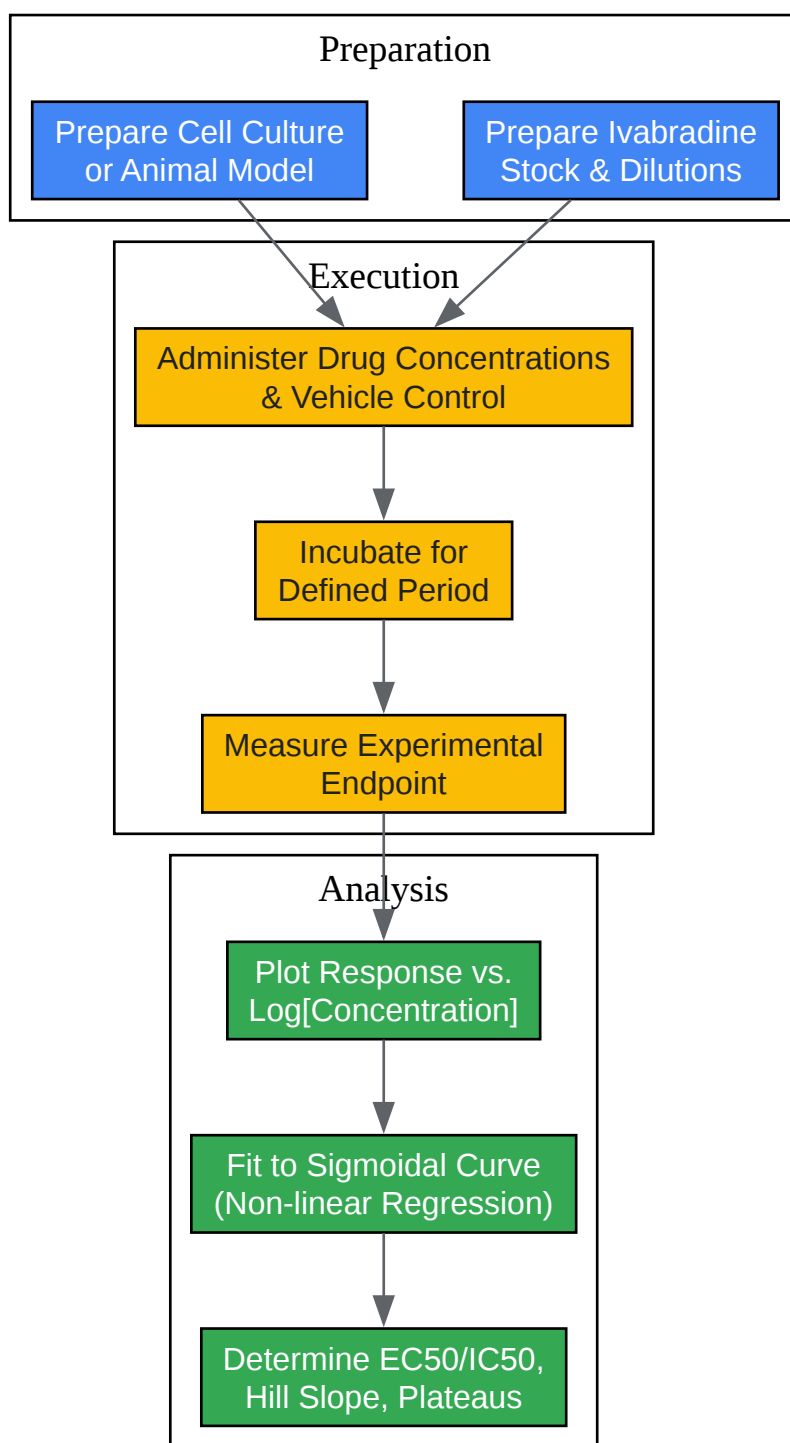 Preparation
Prepare Cell Culture
or Animal Model
Prepare Ivabradine
Stock & Dilutions
Execution
Administer Drug Concentrations
& Vehicle Control
Incubate for
Defined Period
Measure Experimental
Endpoint
Analysis
Plot Response vs.
Log[Concentration]
Fit to Sigmoidal Curve
(Non-linear Regression)
Determine EC50/IC50,
Hill Slope, Plateaus